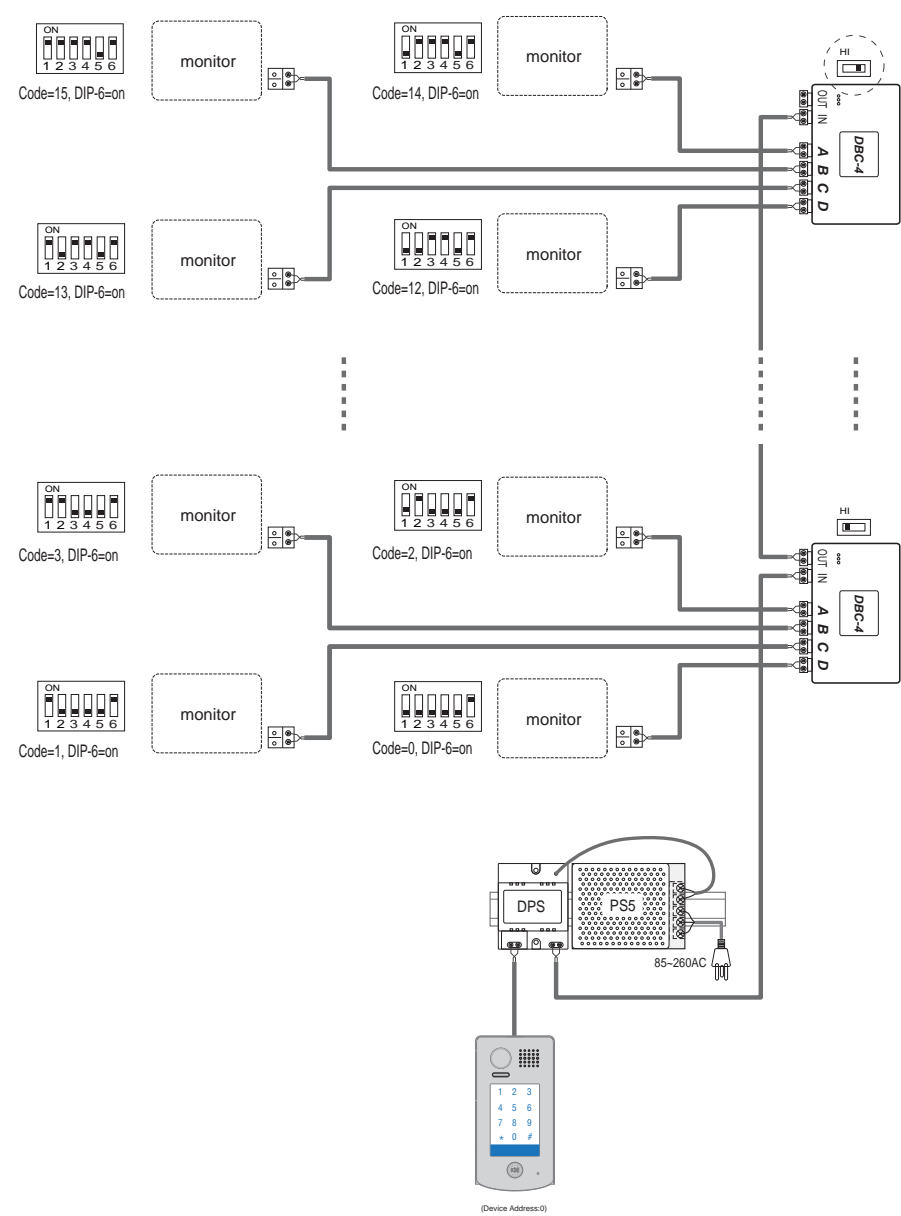 ON
1 2 3 4 5 6
Code=15, DIP-6=on
monitor
ON
1 2 3 4 5 6
Code=14, DIP-6=on
monitor
HI
OUT IN
A B C D
DBC-4
ON
1 2 3 4 5 6
Code=13, DIP-6=on
monitor
ON
1 2 3 4 5 6
Code=12, DIP-6=on
monitor
ON
1 2 3 4 5 6
Code=3, DIP-6=on
monitor
ON
1 2 3 4 5 6
Code=2, DIP-6=on
monitor
HI
OUT IN
A B C D
DBC-4
ON
1 2 3 4 5 6
Code=1, DIP-6=on
monitor
ON
1 2 3 4 5 6
Code=0, DIP-6=on
monitor
DPS
PS5
85~260AC
1 2 3
4 5 6
7 8 9
* 0 #
(Device Address:0)